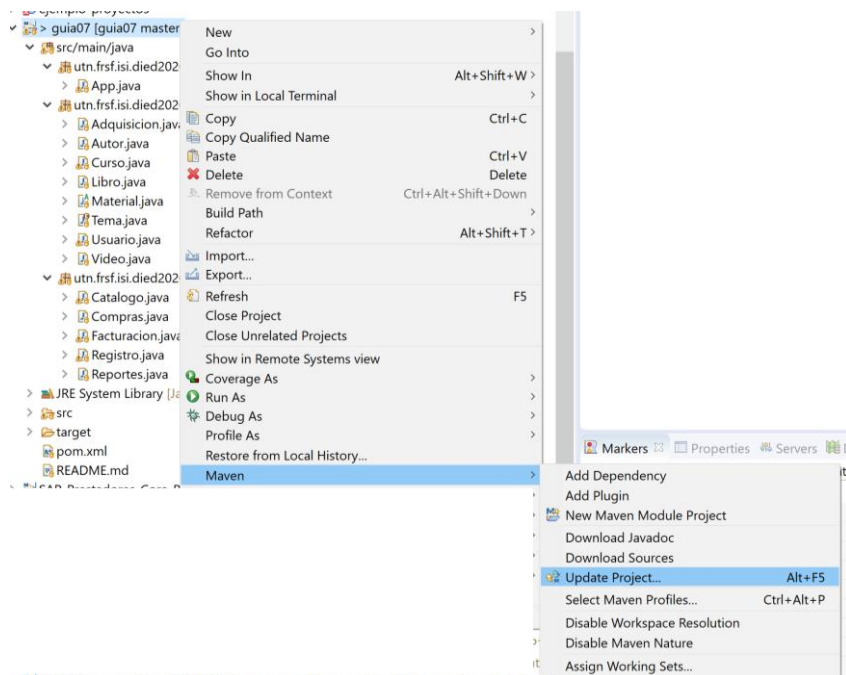 ejemplo-proyectos
> guia07 [guia07 master
src/main/java
utn.frsf.isi.died202
App.java
utn.frsf.isi.died202
Adquisicion.java
Autor.java
Curso.java
Libro.java
Material.java
Tema.java
Usuario.java
Video.java
utn.frsf.isi.died202
Catalogo.java
Compras.java
Facturacion.java
Registro.java
Reportes.java
JRE System Library [Ja
src
target
pom.xml
README.md
New
Go Into
Show In Alt+Shift+W
Show in Local Terminal
Copy Ctrl+C
Copy Qualified Name
Paste Ctrl+V
Delete Delete
Remove from Context Ctrl+Alt+Shift+Down
Build Path
Refactor Alt+Shift+T
Import...
Export...
Refresh F5
Close Project
Close Unrelated Projects
Show in Remote Systems view
Coverage As
Run As
Debug As
Profile As
Restore from Local History...
Maven
Markers Properties Servers
Add Dependency
Add Plugin
New Maven Module Project
Download Javadoc
Download Sources
Update Project... Alt+F5
Select Maven Profiles... Ctrl+Alt+P
Disable Workspace Resolution
Disable Maven Nature
Assign Working Sets...